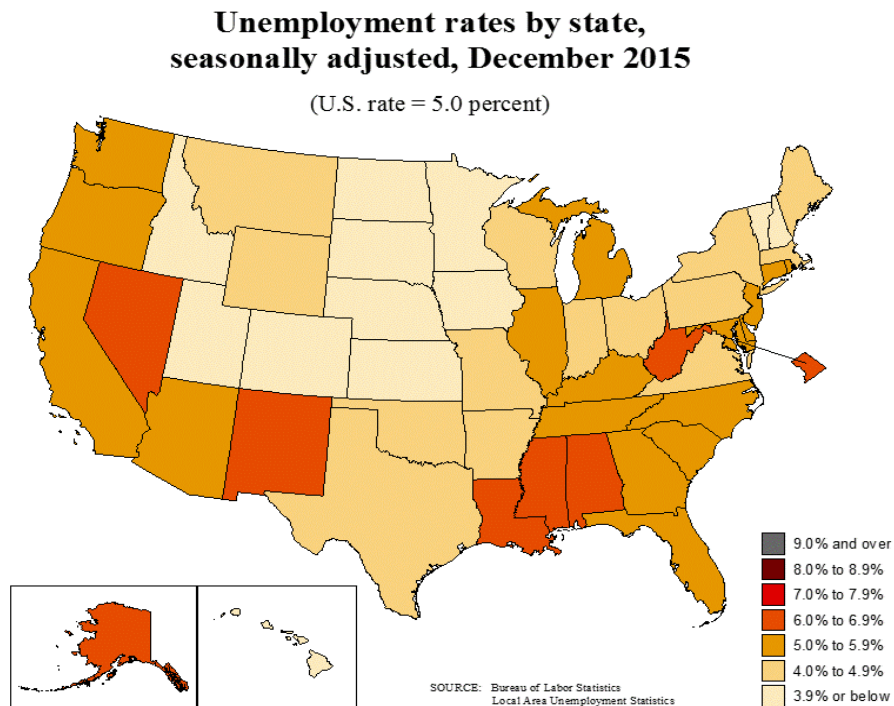 Unemployment rates by state,
seasonally adjusted, December 2015
(U.S. rate = 5.0 percent)
9.0% and over
8.0% to 8.9%
7.0% to 7.9%
6.0% to 6.9%
5.0% to 5.9%
4.0% to 4.9%
3.9% or below
SOURCE: Bureau of Labor Statistics
Local Area Unemployment Statistics